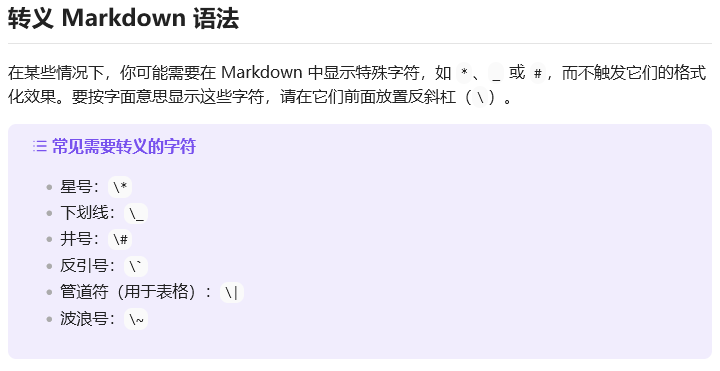 转义 Markdown 语法
在某些情况下，你可能需要在 Markdown 中显示特殊字符，如 * 、 _ 或 # ，而不触发它们的格式
化效果。要按字面意思显示这些字符，请在它们前面放置反斜杠（ \ ）。
常见需要转义的字符
星号： \*
下划线： \_
井号： \#
反引号： \`
管道符（用于表格）： \|
波浪号： \~